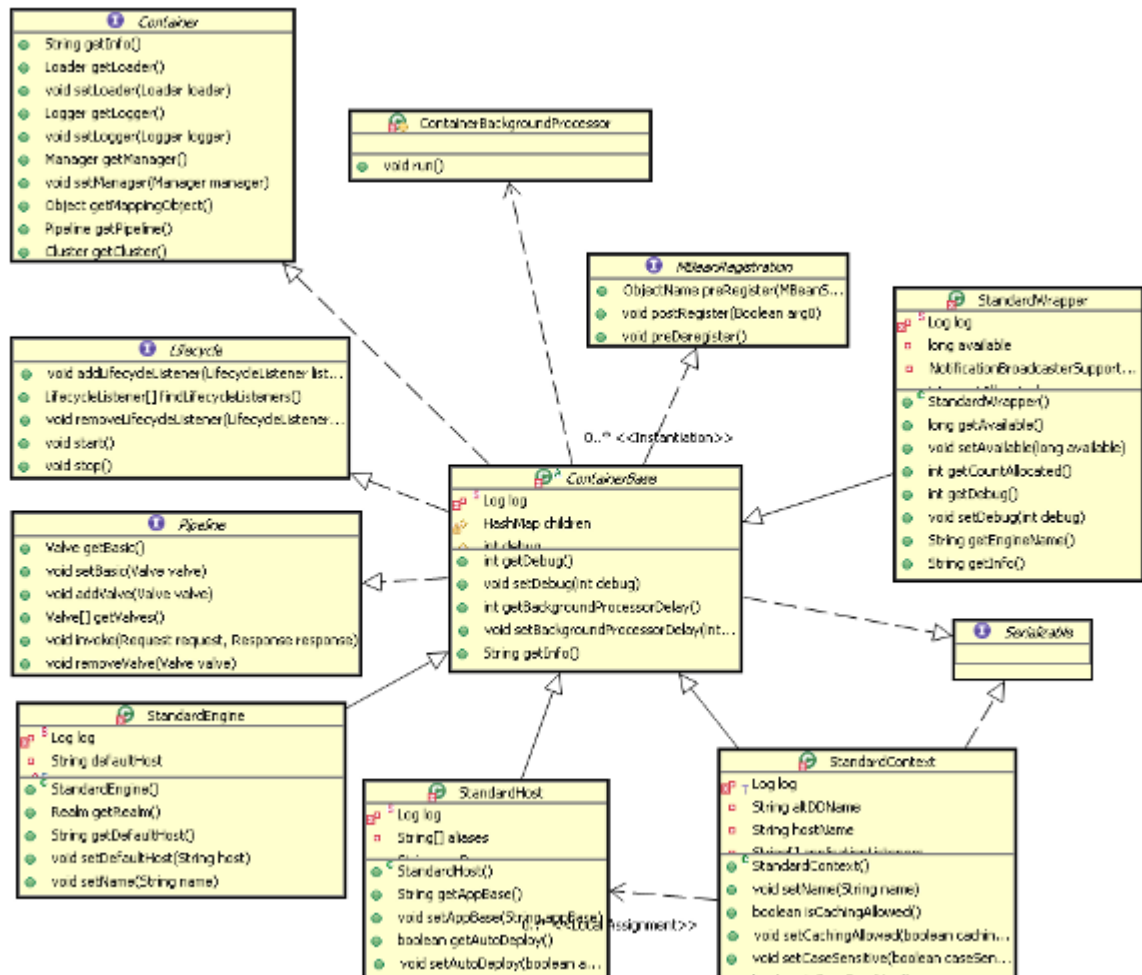 Container
String getInfo()
Loader getLoader()
void setLoader(Loader loader)
Logger getLogger()
void setLogger(Logger logger)
Manager getManager()
void setManager(Manager manager)
Object getMappingObject()
Pipeline getPipeline()
Cluster getCluster()
ContainerBackgroundProcessor
void run()
MBeanRegistration
ObjectName preRegister(MBeanS...
void postRegister(Boolean arg0)
void preDeregister()
StandardWrapper
Log log
long available
NotificationBroadcasterSupport...
StandardWrapper()
long getAvailable()
void setAvailable(long available)
int getCountAllocated()
int getDebug()
void setDebug(int debug)
String getEngineName()
String getInfo()
Lifecycle
void addLifecycleListener(LifecycleListener list...
LifecycleListener[] findLifecycleListeners()
void removeLifecycleListener(LifecycleListener...
void start()
void stop()
0..* <<Instantiation>>
ContainerBase
Log log
HashMap children
int debug
int getDebug()
void setDebug(int debug)
int getBackgroundProcessorDelay()
void setBackgroundProcessorDelay(int...
String getInfo()
Pipeline
Valve getBasic()
void setBasic(Valve valve)
void addValve(Valve valve)
Valve[] getValves()
void invoke(Request request, Response response)
void removeValve(Valve valve)
Serializable
StandardEngine
Log log
String defaultHost
StandardEngine()
Realm getRealm()
String getDefaultHost()
void setDefaultHost(String host)
void setName(String name)
StandardHost
Log log
String[] aliases
StandardHost()
String getAppBase()
void setAppBase(String appBase)
boolean getAutoDeploy()
void setAutoDeploy(boolean a...
0..* <<Local Assignment>>
StandardContext
Log log
String altDDName
String hostName
String[] applicationListeners
StandardContext()
void setName(String name)
boolean isCachingAllowed()
void setCachingAllowed(boolean cachin...
void setCaseSensitive(boolean caseSen...